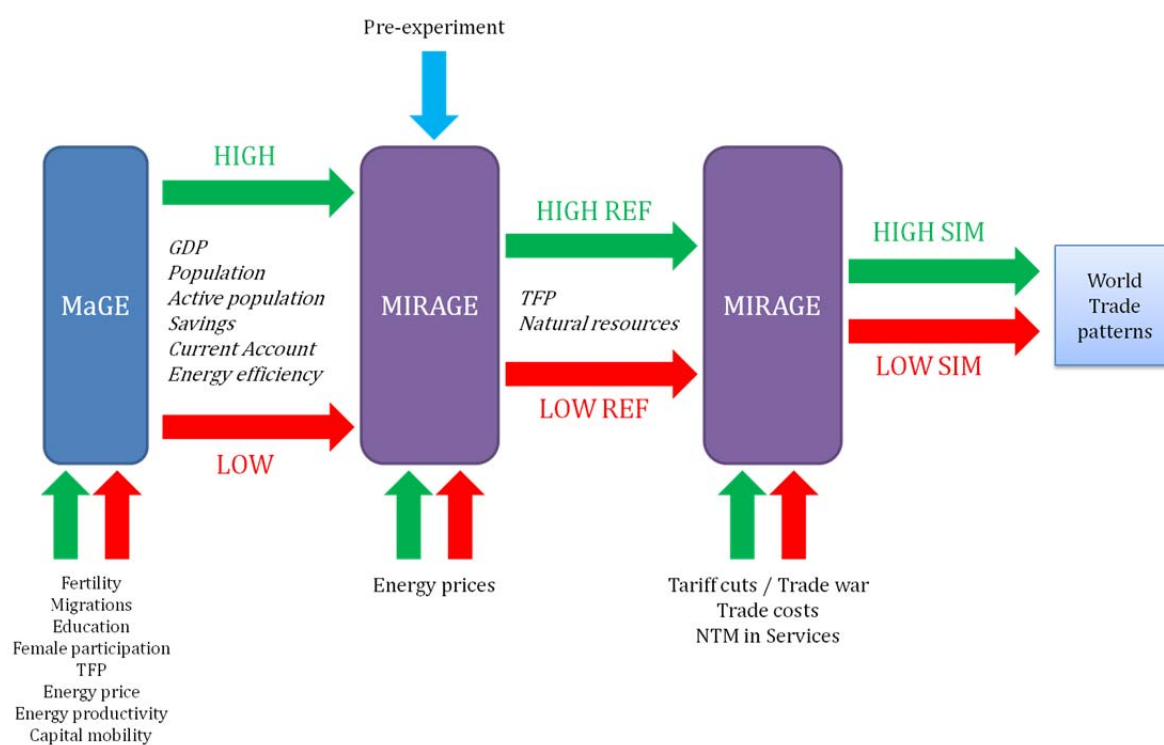 Pre-experiment
HIGH
MaGE
GDP
Population
Active population
Savings
Current Account
Energy efficiency
LOW
Fertility
Migrations
Education
Female participation
TFP
Energy price
Energy productivity
Capital mobility
MIRAGE
Energy prices
HIGH REF
TFP
Natural resources
LOW REF
MIRAGE
Tariff cuts / Trade war
Trade costs
NTM in Services
HIGH SIM
LOW SIM
World
Trade
patterns